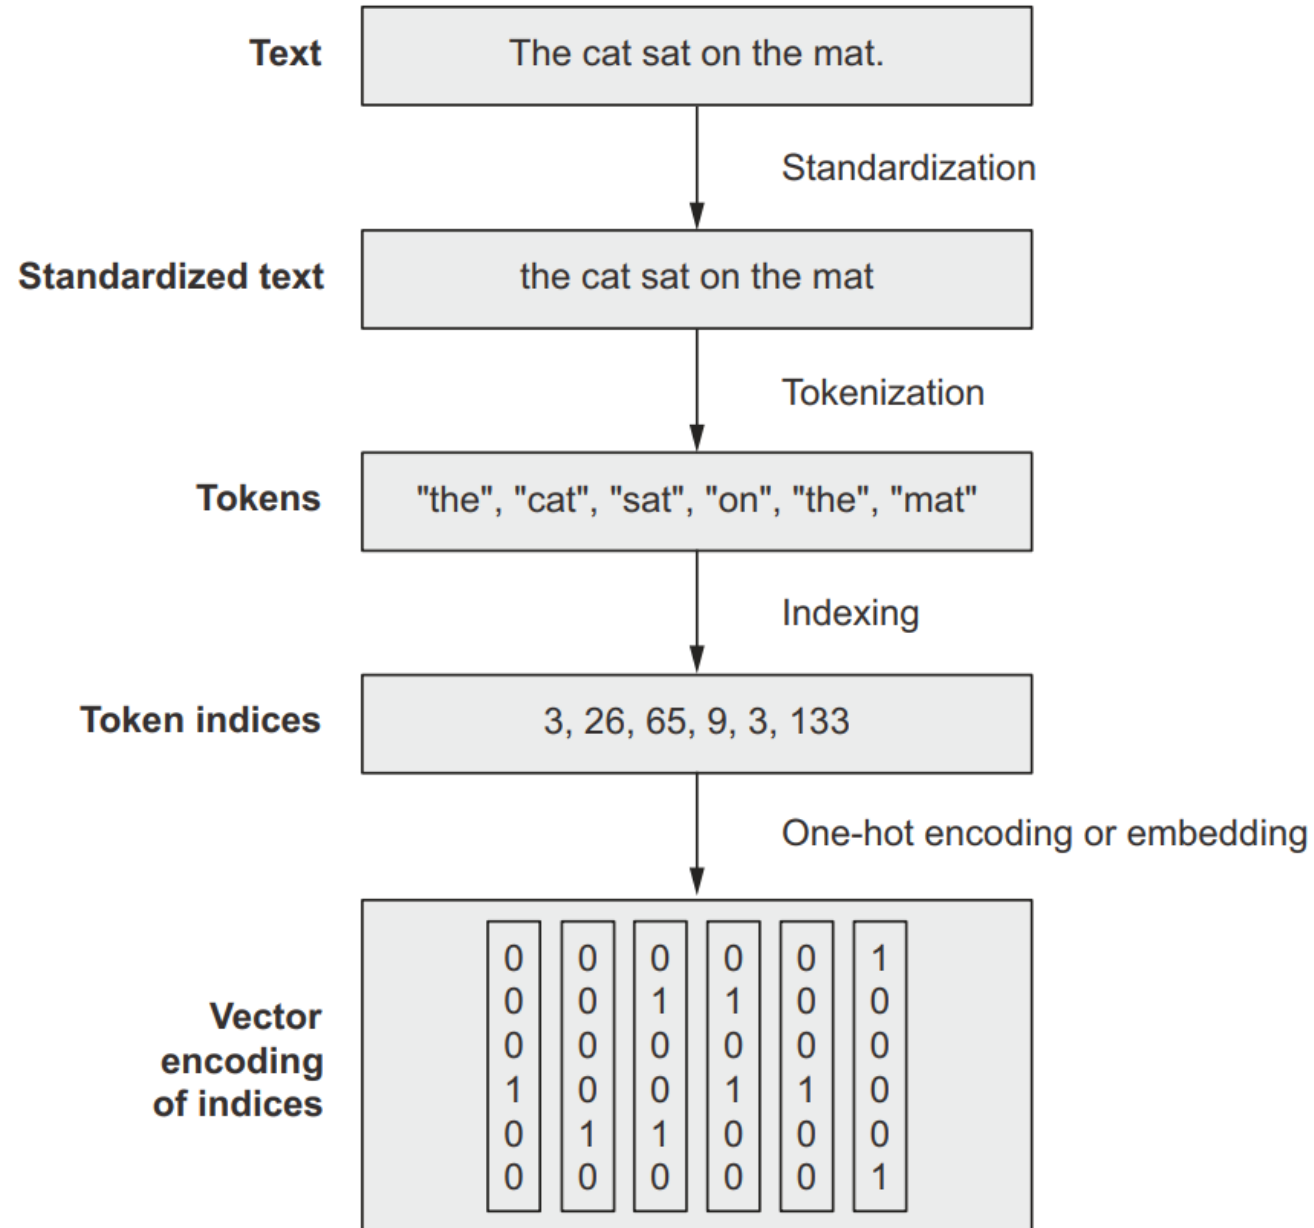 Text
The cat sat on the mat.
Standardization
Standardized text
the cat sat on the mat
Tokenization
Tokens
"the", "cat", "sat", "on", "the", "mat"
Indexing
Token indices
3, 26, 65, 9, 3, 133
One-hot encoding or embedding
Vector
encoding
of indices
0 0 0 0 0 1
0 0 1 1 0 0
0 0 0 0 0 0
1 0 0 1 1 0
0 1 1 0 0 0
0 0 0 0 0 1